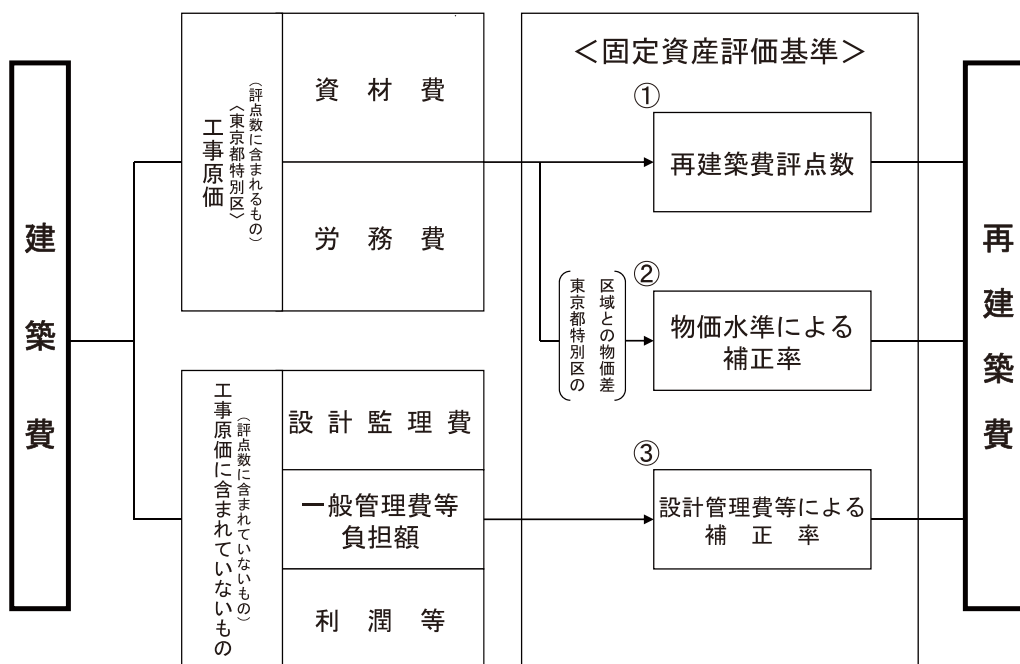 建築費
工事原価
〈東京都特別区〉
（評点数に含まれるもの）
資材費
労務費
工事原価に含まれていないもの
（評点数に含まれていないもの）
設計監理費
一般管理費等
負担額
利潤等
＜固定資産評価基準＞
①
再建築費評点数
②
区域との物価差
東京都特別区の
物価水準による
補正率
③
設計管理費等による
補正率
再建築費